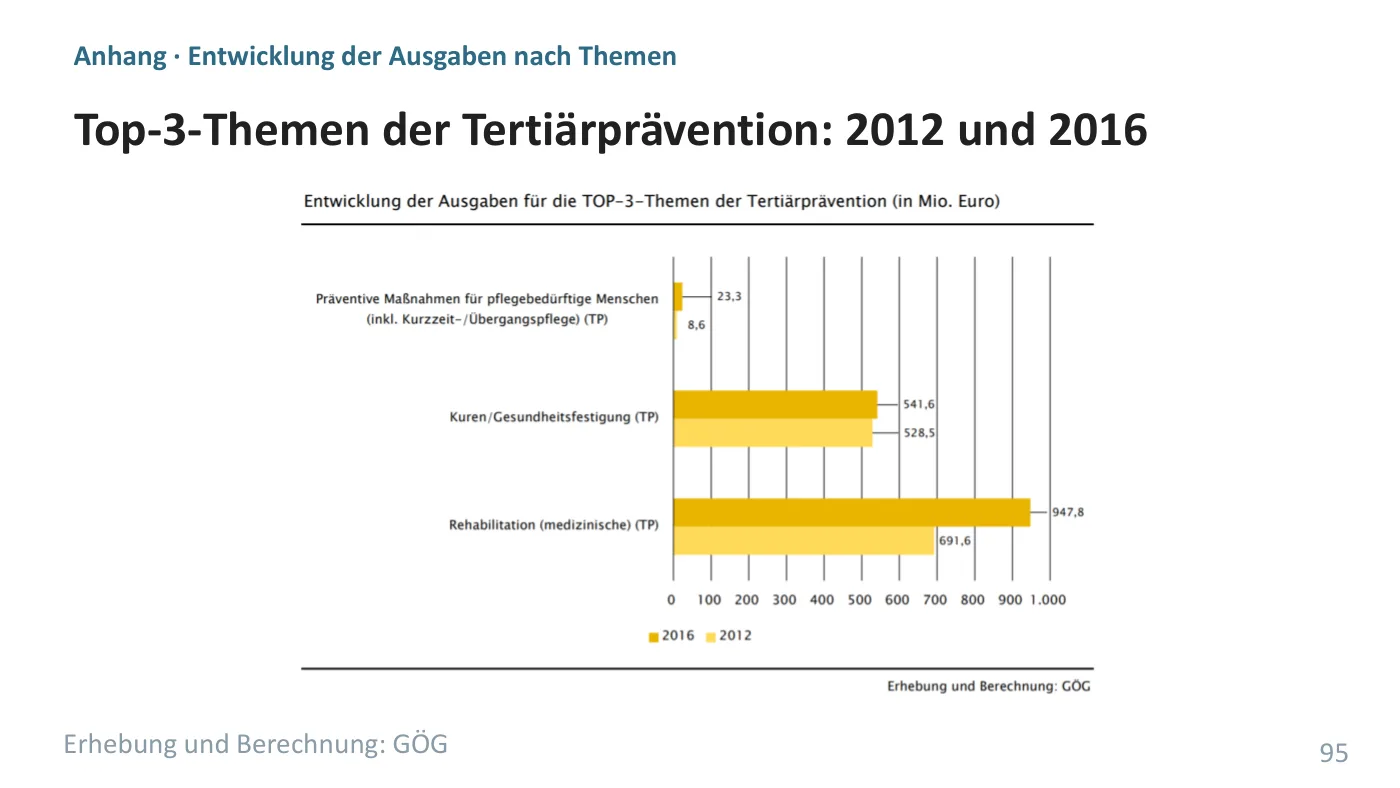 Anhang · Entwicklung der Ausgaben nach Themen
Top-3-Themen der Tertiärprävention: 2012 und 2016
Entwicklung der Ausgaben für die TOP-3-Themen der Tertiärprävention (in Mio. Euro)
Präventive Maßnahmen für pflegebedürftige Menschen
(inkl. Kurzzeit-/Übergangspflege) (TP)
23,3
8,6
Kuren/Gesundheitsfestigung (TP)
541,6
528,5
Rehabilitation (medizinische) (TP)
947,8
691,6
0 100 200 300 400 500 600 700 800 900 1.000
2016 2012
Erhebung und Berechnung: GÖG
Erhebung und Berechnung: GÖG
95